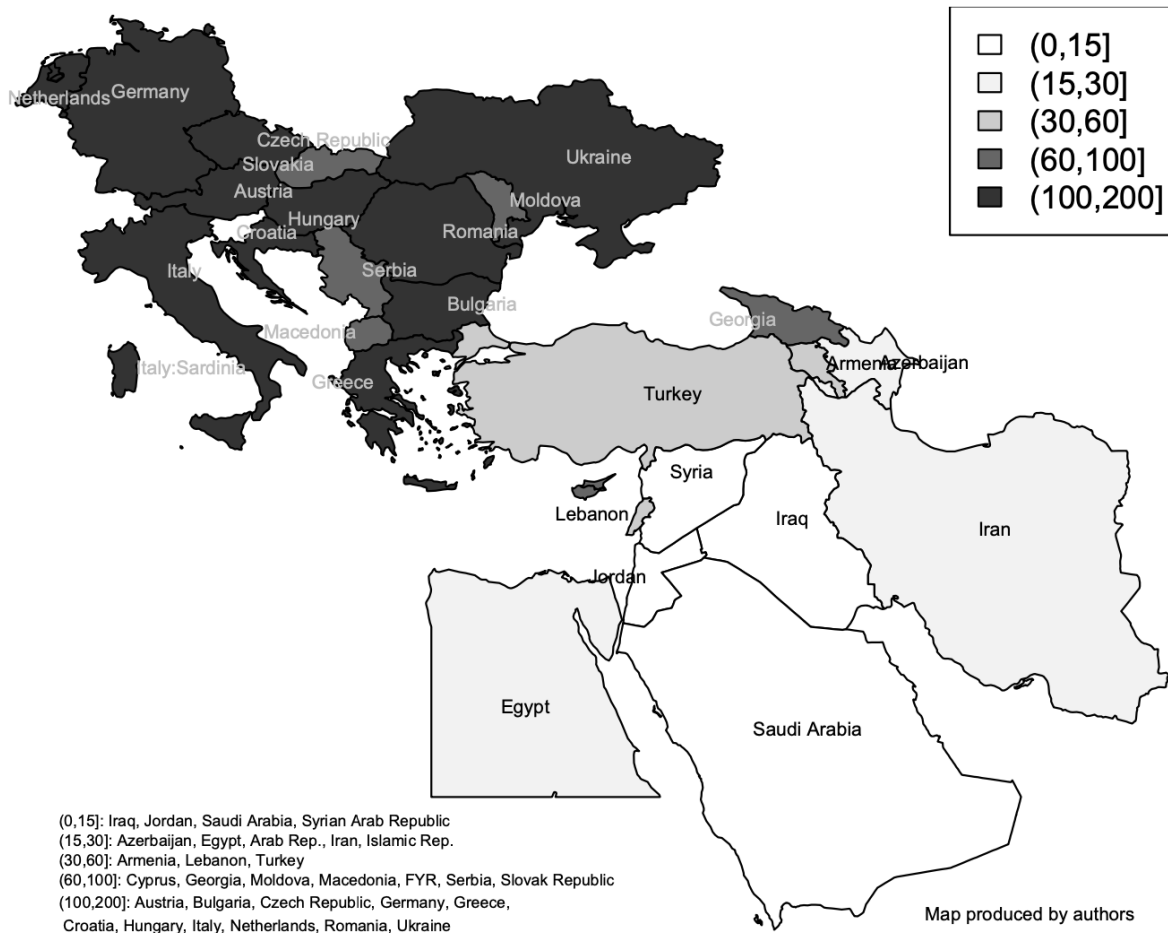 (0,15]
(15,30]
(30,60]
(60,100]
(100,200]
Netherlands
Germany
Czech Republic
Slovakia
Ukraine
Austria
Moldova
Hungary
Croatia
Romania
Italy
Serbia
Bulgaria
Macedonia
Georgia
Italy:Sardinia
Armenia
Azerbaijan
Greece
Turkey
Syria
Lebanon
Iraq
Iran
Jordan
Egypt
Saudi Arabia
(0,15]: Iraq, Jordan, Saudi Arabia, Syrian Arab Republic
(15,30]: Azerbaijan, Egypt, Arab Rep., Iran, Islamic Rep.
(30,60]: Armenia, Lebanon, Turkey
(60,100]: Cyprus, Georgia, Moldova, Macedonia, FYR, Serbia, Slovak Republic
(100,200]: Austria, Bulgaria, Czech Republic, Germany, Greece,
Croatia, Hungary, Italy, Netherlands, Romania, Ukraine
Map produced by authors